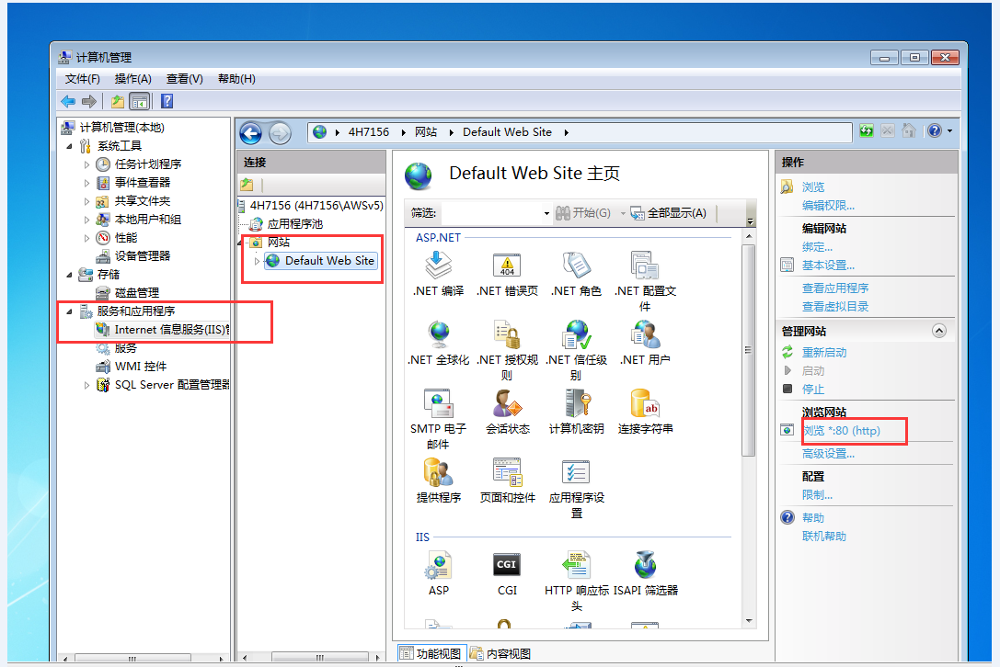 计算机管理
文件(F) 操作(A) 查看(V) 帮助(H)
计算机管理(本地)
系统工具
任务计划程序
事件查看器
共享文件夹
本地用户和组
性能
设备管理器
存储
磁盘管理
服务和应用程序
Internet 信息服务(IIS)管
服务
WMI 控件
SQL Server 配置管理器
4H7156 网站 Default Web Site
连接
4H7156 (4H7156\AWSv5)
应用程序池
网站
Default Web Site
Default Web Site 主页
筛选: 开始(G) 全部显示(A)
ASP.NET
.NET 编译
.NET 错误页
.NET 角色
.NET 配置文
件
.NET 全球化
.NET 授权规
则
.NET 信任级
别
.NET 用户
SMTP 电子
邮件
会话状态
计算机密钥
连接字符串
提供程序
页面和控件
应用程序设
置
IIS
ASP
CGI
CGI
HTTP 响应标
头
ISAPI 筛选器
功能视图 内容视图
操作
浏览
编辑权限...
编辑网站
绑定...
基本设置...
查看应用程序
查看虚拟目录
管理网站
重新启动
启动
停止
浏览网站
浏览 *:80 (http)
高级设置...
配置
限制...
帮助
联机帮助
404
ab